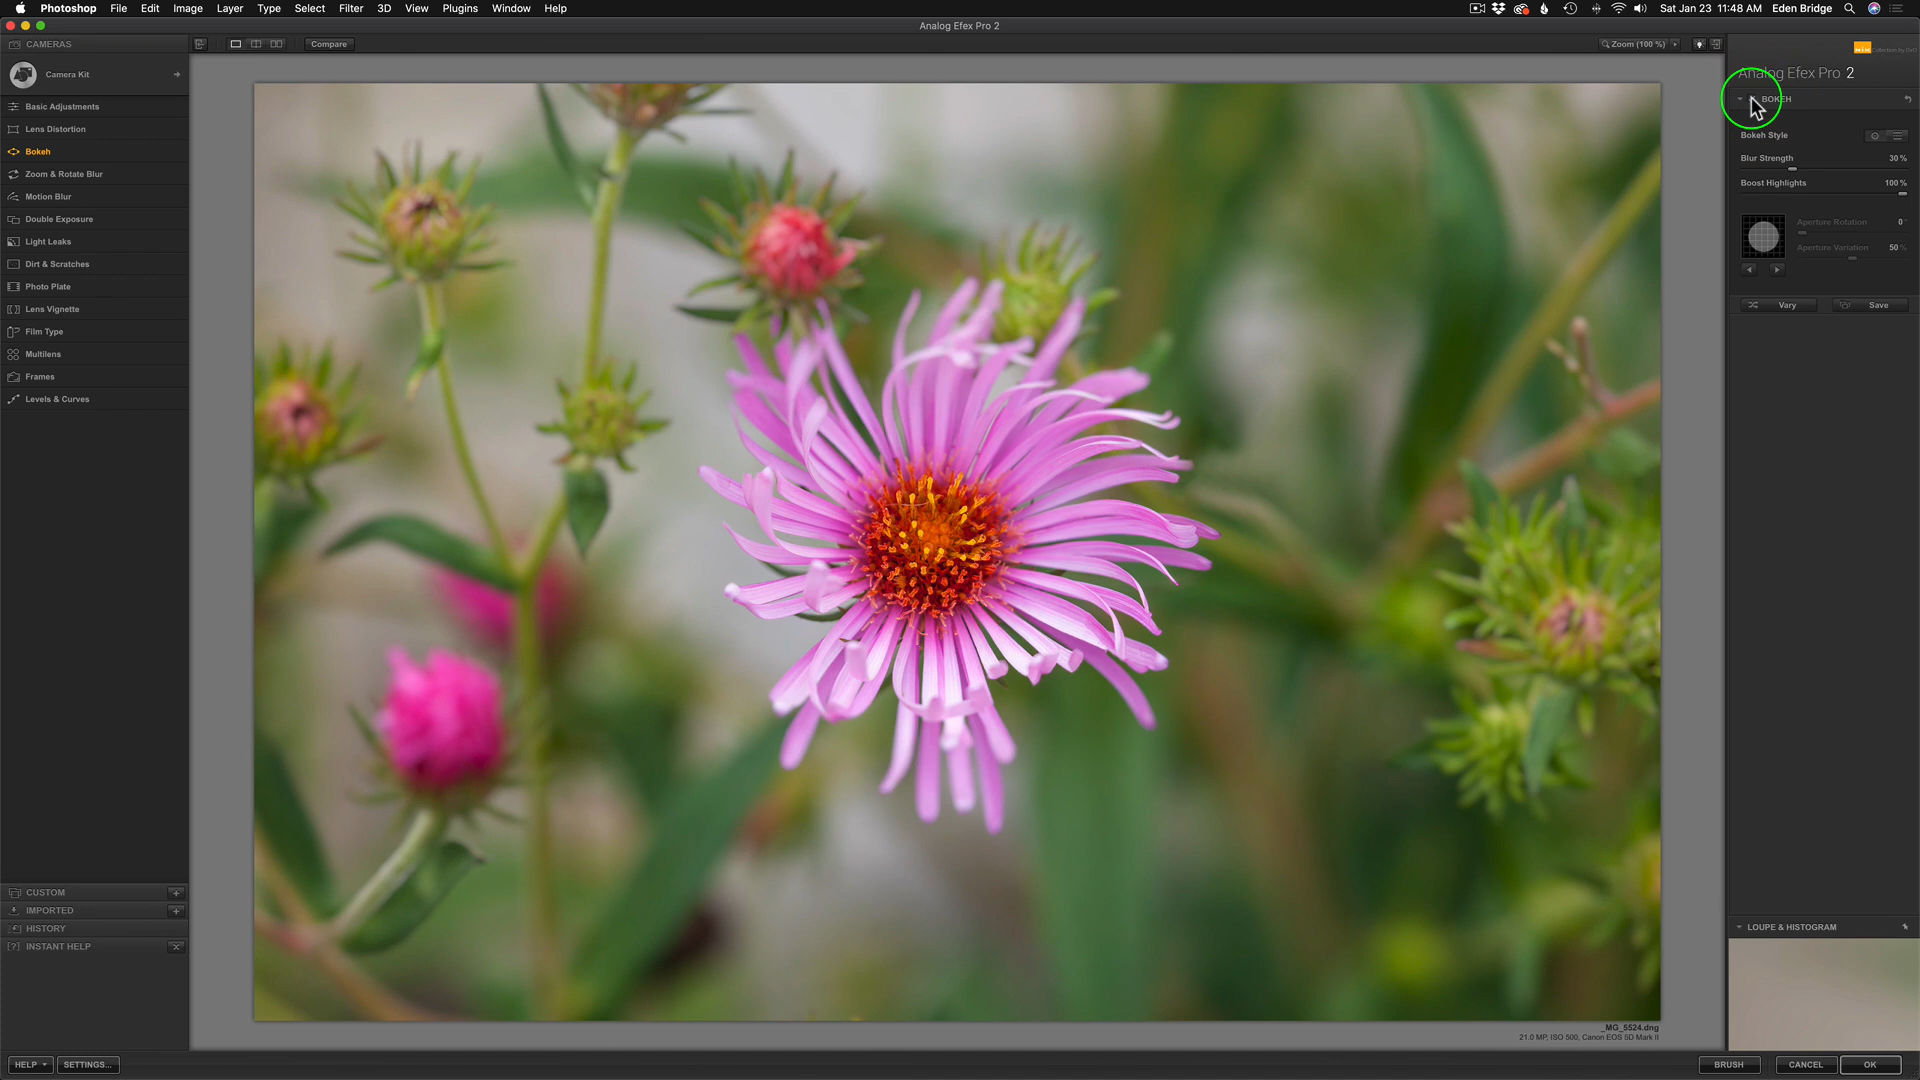 Photoshop File Edit Image Layer Type Select Filter 3D View Plugins Window Help Sat Jan 23 11:48 AM Eden Bridge
Analog Efex Pro 2
CAMERAS
Compare
Zoom (100 %)
Camera Kit
Collection by DxO
Analog Efex Pro 2
Basic Adjustments
Lens Distortion
Bokeh
Zoom & Rotate Blur
Motion Blur
Double Exposure
Light Leaks
Dirt & Scratches
Photo Plate
Lens Vignette
Film Type
Multilens
Frames
Levels & Curves
BOKEH
Bokeh Style
Blur Strength 30 %
Boost Highlights 100 %
Aperture Rotation 0 °
Aperture Variation 50 %
Vary Save
CUSTOM
IMPORTED
HISTORY
INSTANT HELP
LOUPE & HISTOGRAM
_MG_5524.dng
21.0 MP, ISO 500, Canon EOS 5D Mark II
HELP SETTINGS... BRUSH CANCEL OK